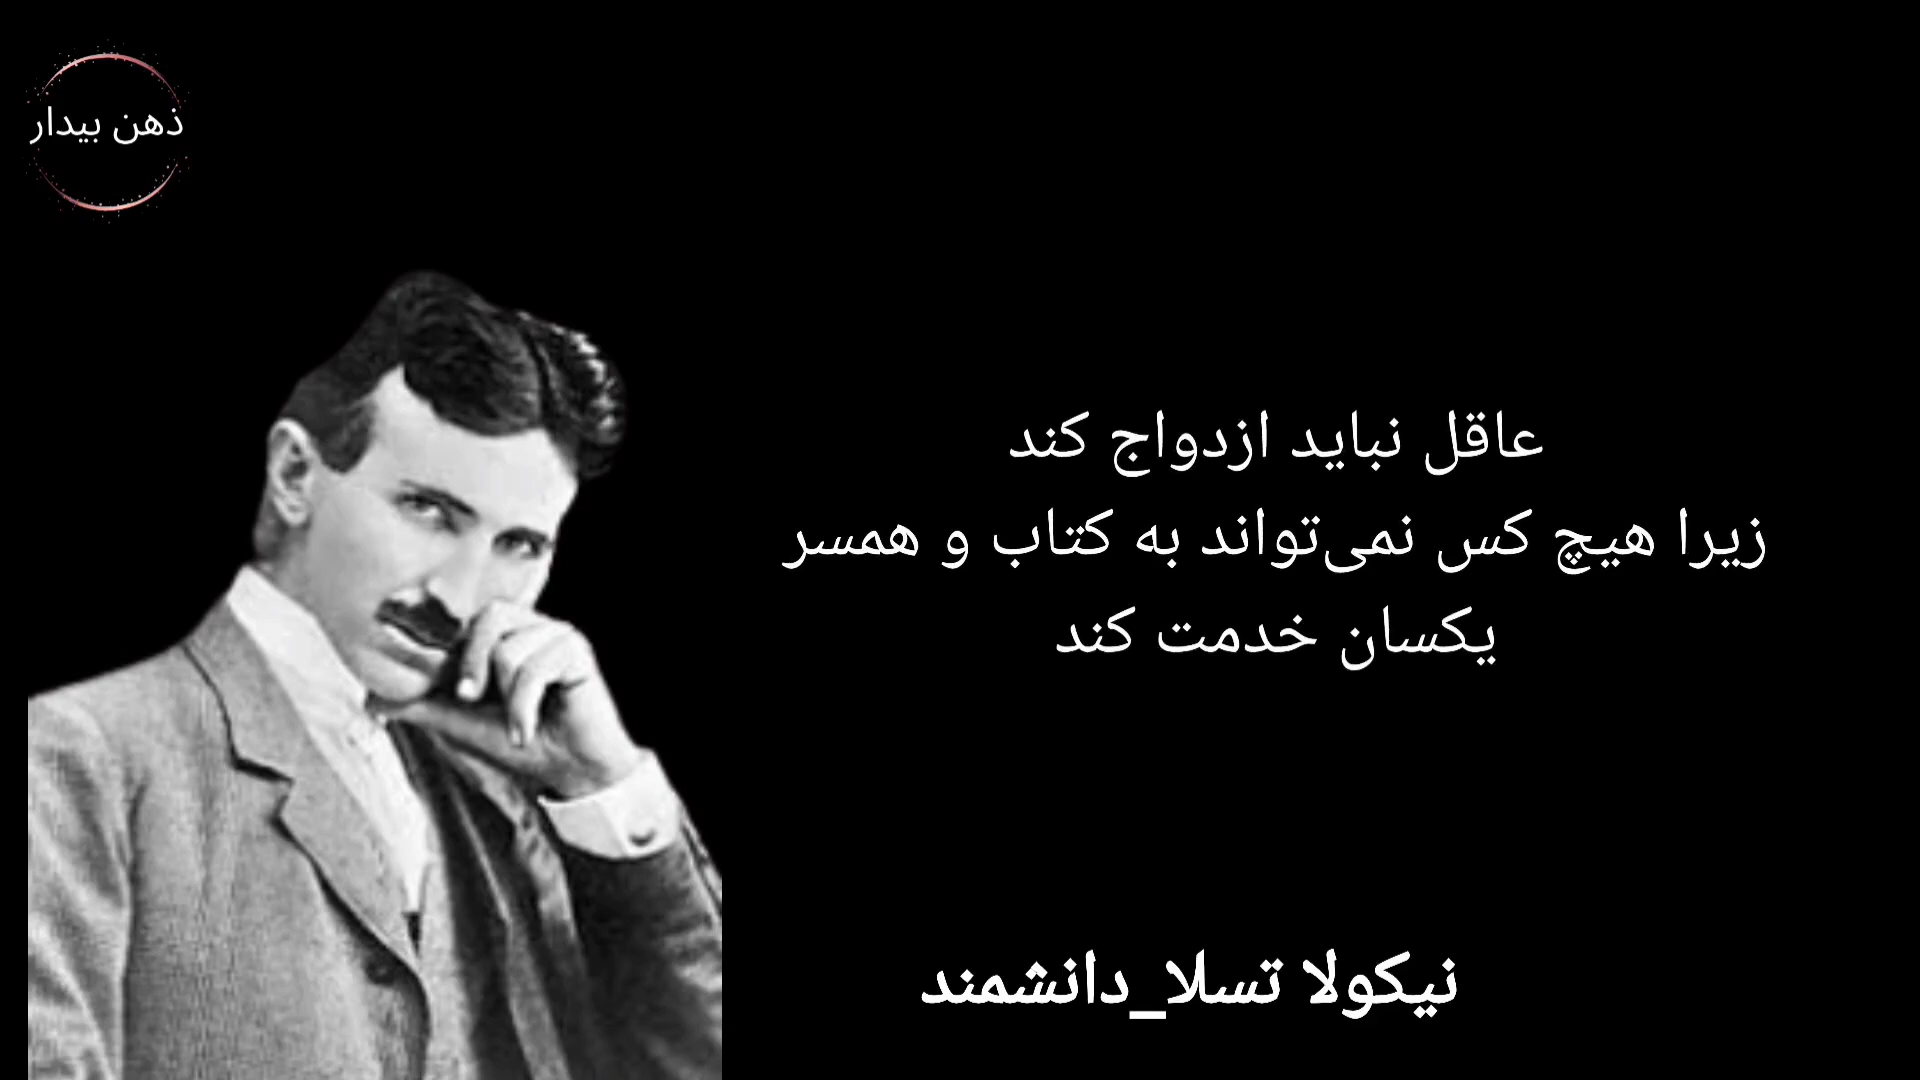 ذهن بیدار
عاقل نباید ازدواج کند
زیرا هیچ کس نمی‌تواند به کتاب و همسر
یکسان خدمت کند
نیکولا تسلا_دانشمند